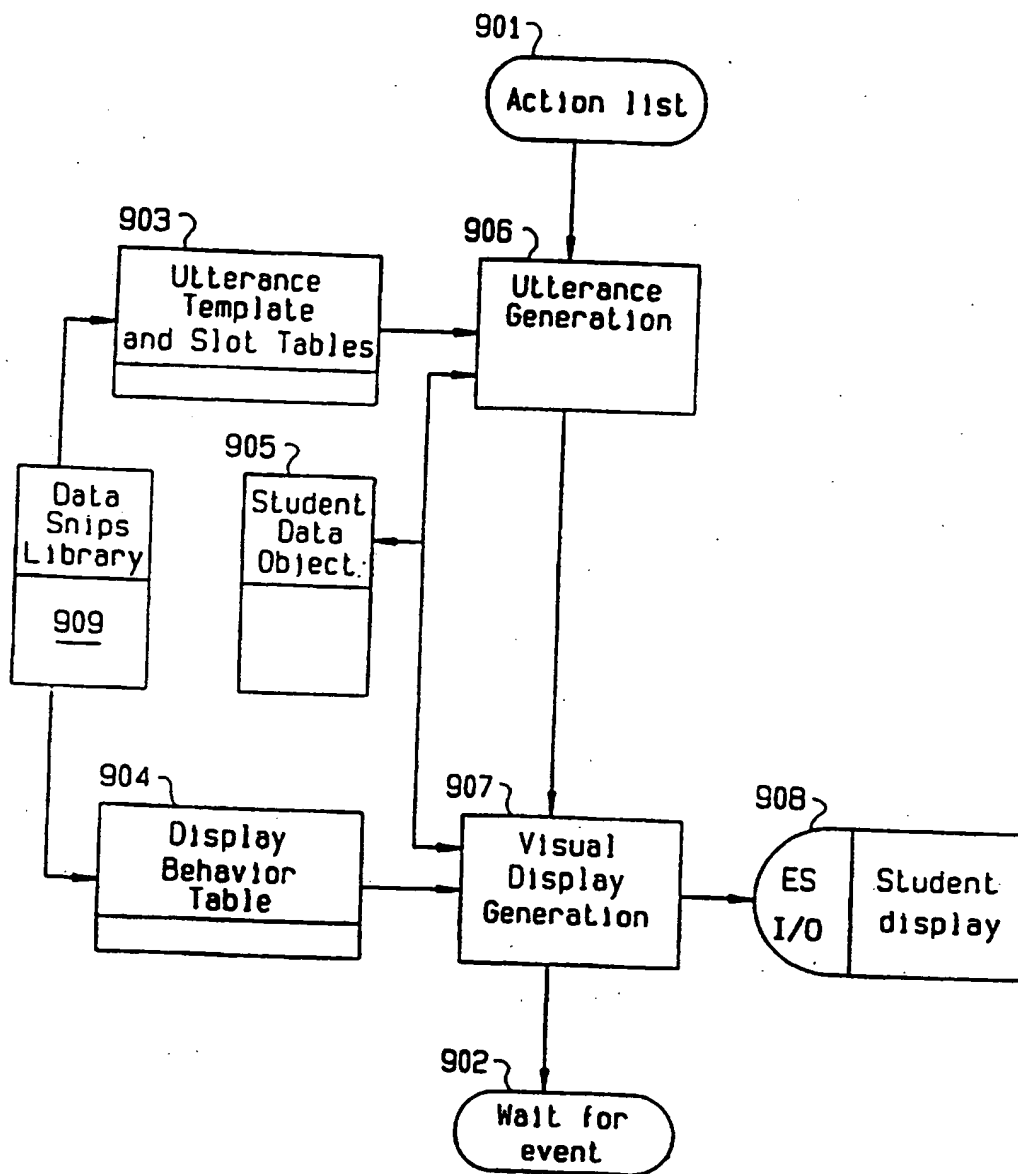 901
Action list
903
Utterance
Template
and Slot Tables
906
Utterance
Generation
905
Student
Data
Object
Data
Snips
Library
909
904
Display
Behavior
Table
907
Visual
Display
Generation
908
ES
I/O
Student
display
902
Wait for
event